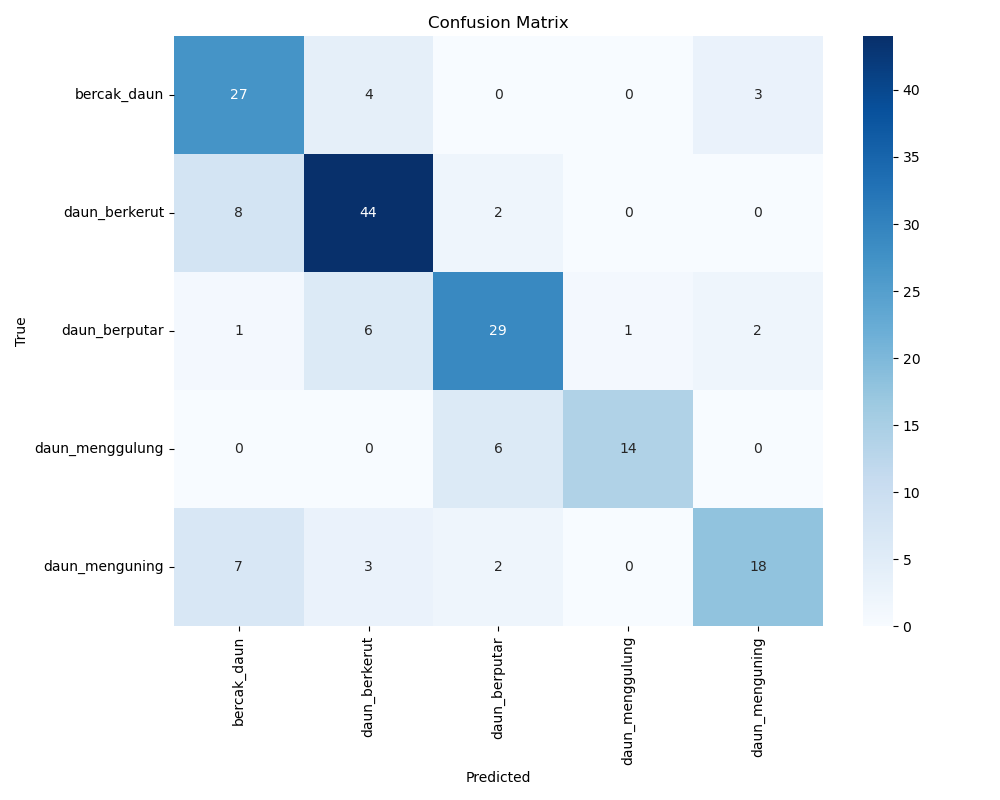 Confusion Matrix
True
bercak_daun 27 4 0 0 3
daun_berkerut 8 44 2 0 0
daun_berputar 1 6 29 1 2
daun_menggulung 0 0 6 14 0
daun_menguning 7 3 2 0 18
bercak_daun daun_berkerut daun_berputar daun_menggulung daun_menguning
Predicted
40
35
30
25
20
15
10
5
0